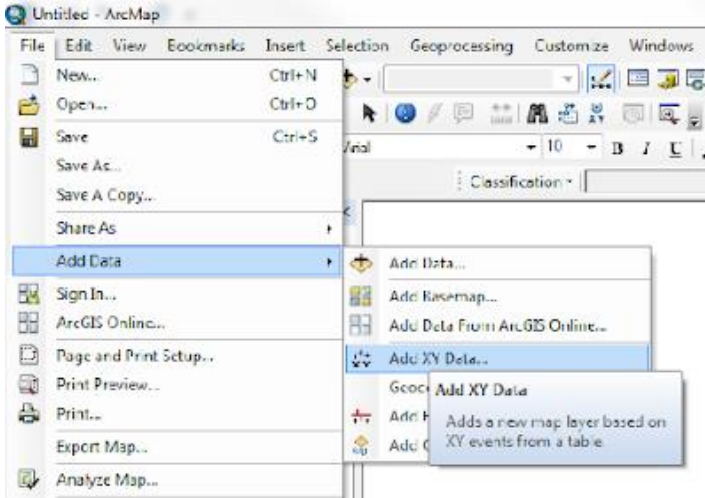 Untitled - ArcMap
File Edit View Bookmarks Insert Selection Geoprocessing Customize Windows
New... Ctrl+N
Open... Ctrl+O
Save Ctrl+S
Arial 10 B I U
Save As...
Save A Copy...
Classification
Share As
Add Data
Add Data...
Sign In...
Add Basemap...
ArcGIS Online...
Add Data From ArcGIS Online...
Page and Print Setup...
Add XY Data...
Print Preview...
Geoc
Add XY Data
Print...
Add
Adds a new map layer based on
XY events from a table
Export Map...
Add
Analyze Map...